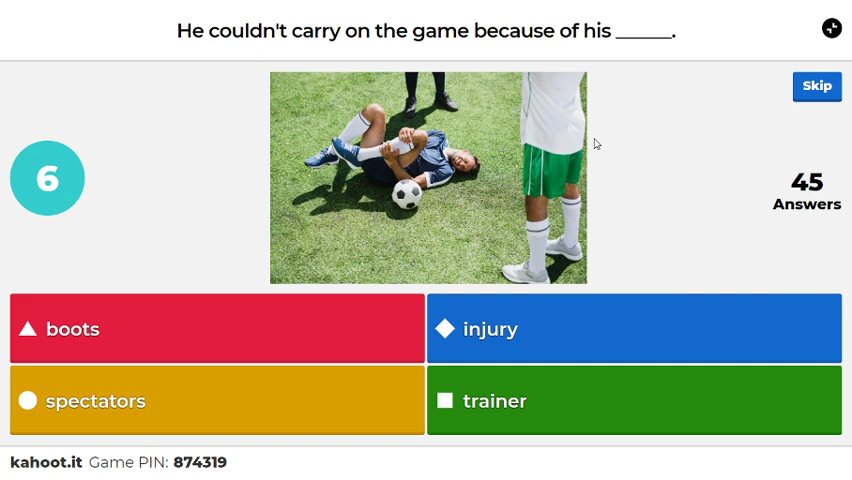 He couldn't carry on the game because of his ______.
Skip
6
45
Answers
boots
injury
spectators
trainer
kahoot.it Game PIN: 874319